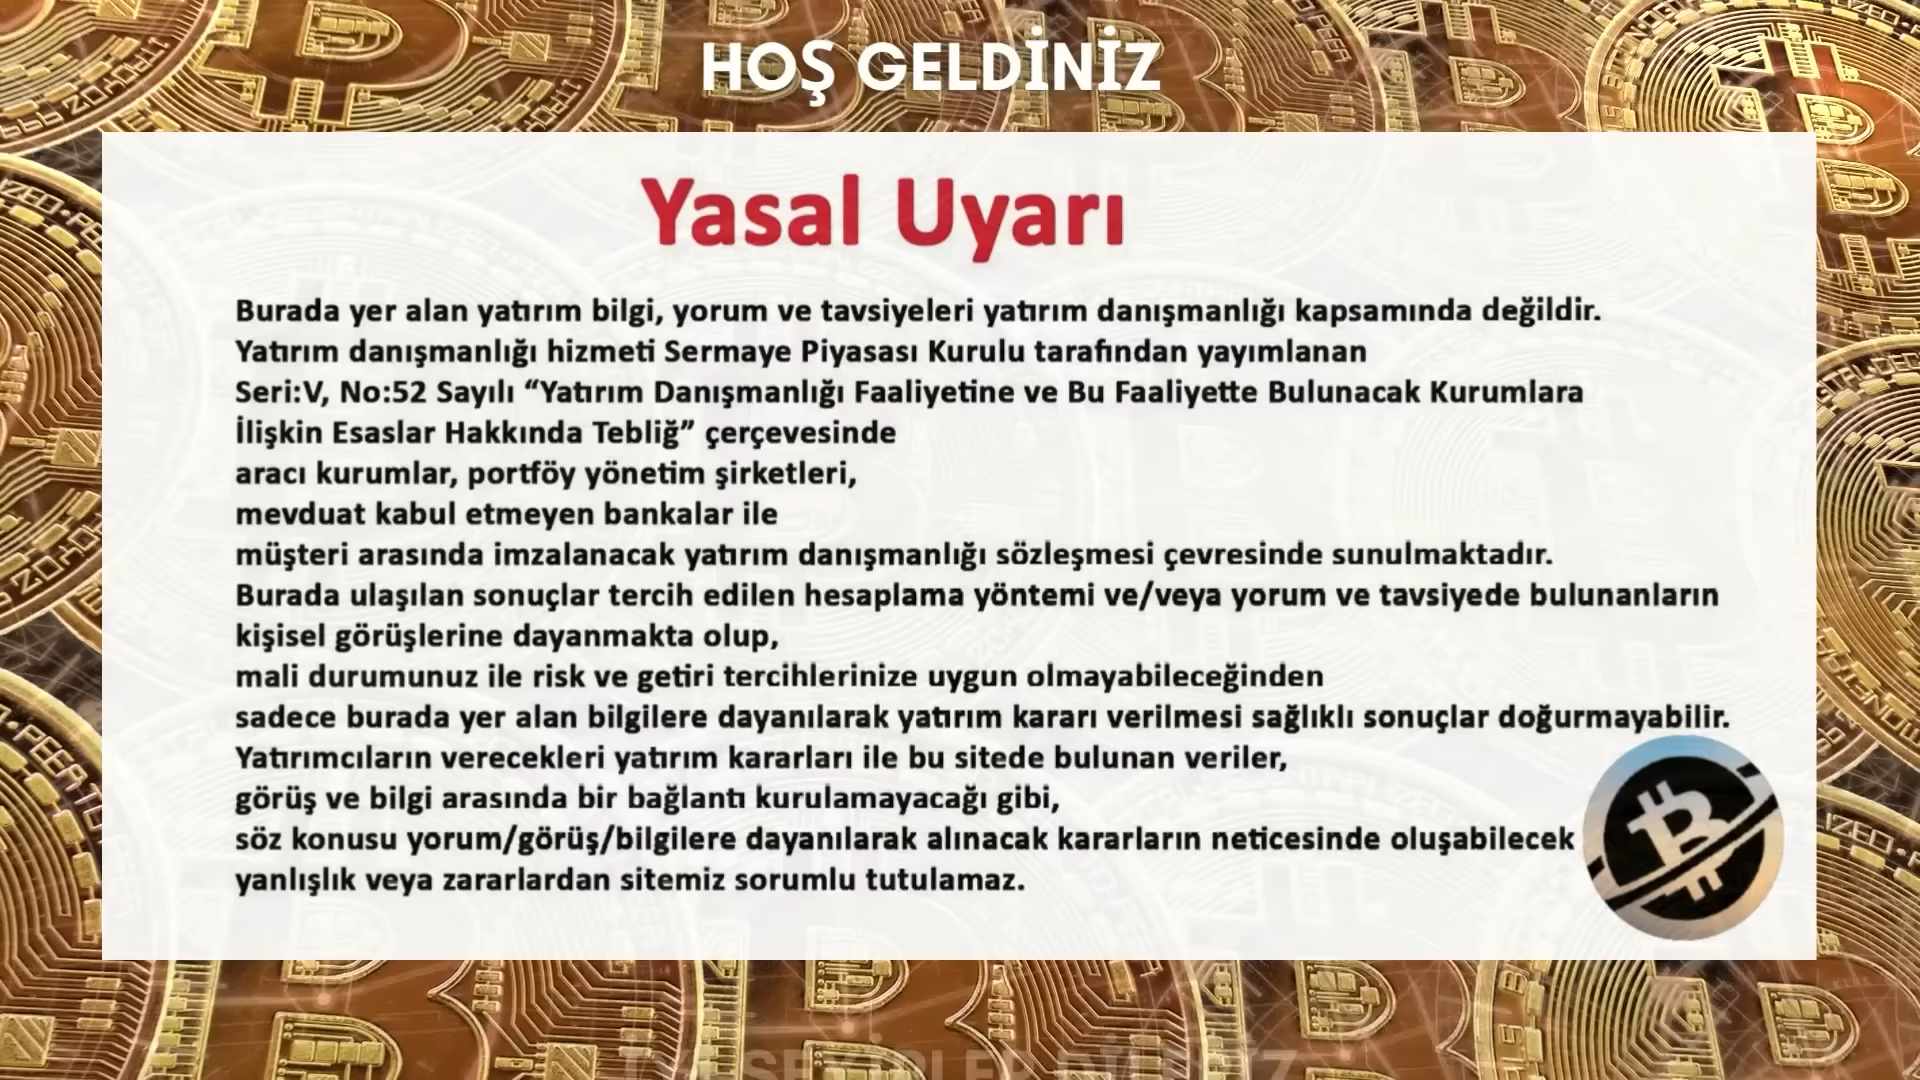 HOŞ GELDİNİZ
Yasal Uyarı
Burada yer alan yatırım bilgi, yorum ve tavsiyeleri yatırım danışmanlığı kapsamında değildir.
Yatırım danışmanlığı hizmeti Sermaye Piyasası Kurulu tarafından yayımlanan
Seri:V, No:52 Sayılı “Yatırım Danışmanlığı Faaliyetine ve Bu Faaliyette Bulunacak Kurumlara
İlişkin Esaslar Hakkında Tebliğ” çerçevesinde
aracı kurumlar, portföy yönetim şirketleri,
mevduat kabul etmeyen bankalar ile
müşteri arasında imzalanacak yatırım danışmanlığı sözleşmesi çevresinde sunulmaktadır.
Burada ulaşılan sonuçlar tercih edilen hesaplama yöntemi ve/veya yorum ve tavsiyede bulunanların
kişisel görüşlerine dayanmakta olup,
mali durumunuz ile risk ve getiri tercihlerinize uygun olmayabileceğinden
sadece burada yer alan bilgilere dayanılarak yatırım kararı verilmesi sağlıklı sonuçlar doğurmayabilir.
Yatırımcıların verecekleri yatırım kararları ile bu sitede bulunan veriler,
görüş ve bilgi arasında bir bağlantı kurulamayacağı gibi,
söz konusu yorum/görüş/bilgilere dayanılarak alınacak kararların neticesinde oluşabilecek
yanlışlık veya zararlardan sitemiz sorumlu tutulamaz.